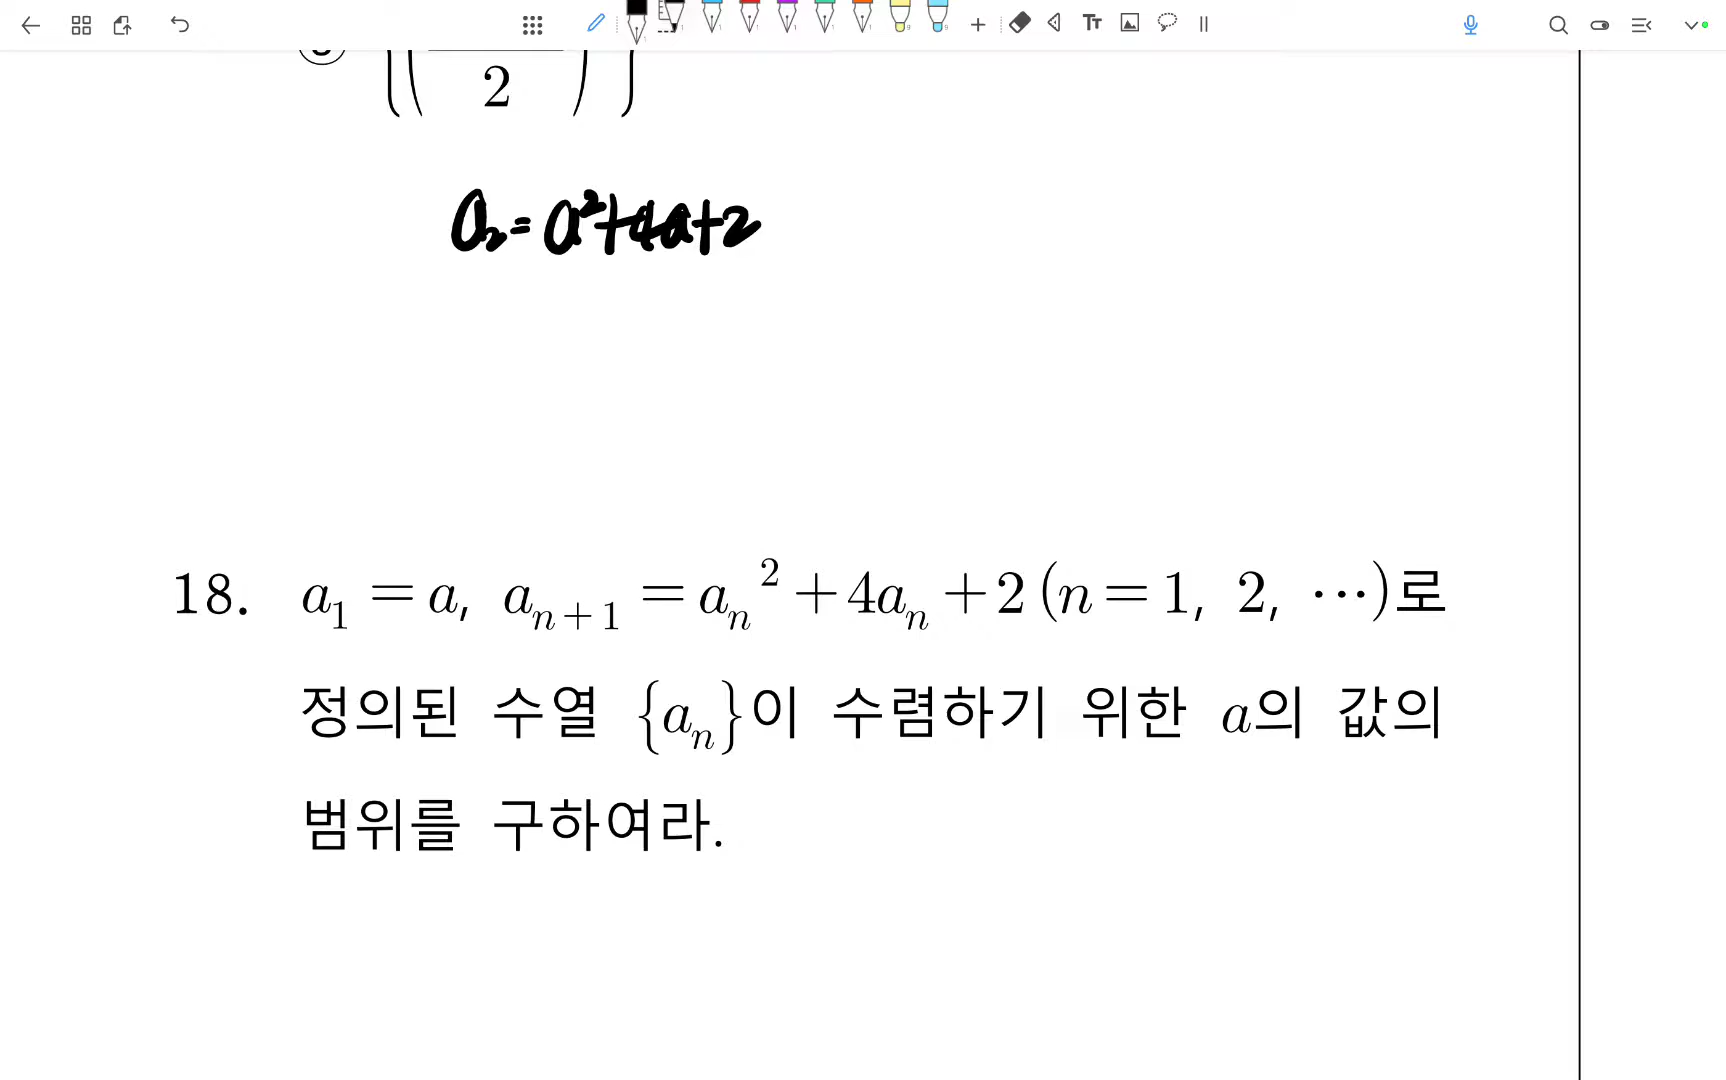 2
a₂=a²+4a+2
18. a₁ = a, aₙ₊₁ = aₙ² + 4aₙ + 2 (n = 1, 2, ⋯)로
정의된 수열 {aₙ}이 수렴하기 위한 a의 값의
범위를 구하여라.